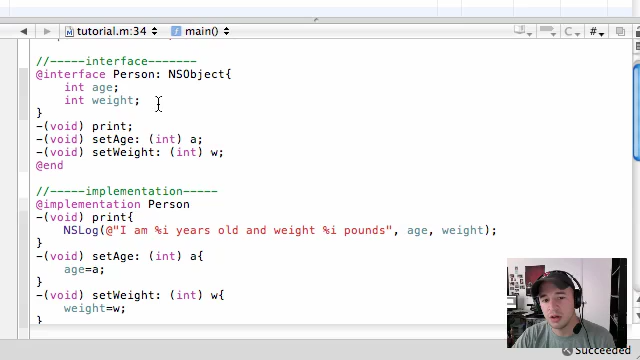 tutorial.m:34 main()
//-----interface-------
@interface Person: NSObject{
int age;
int weight;
}
-(void) print;
-(void) setAge: (int) a;
-(void) setWeight: (int) w;
@end
//-----implementation-----
@implementation Person
-(void) print{
NSLog(@"I am %i years old and weight %i pounds", age, weight);
}
-(void) setAge: (int) a{
age=a;
}
-(void) setWeight: (int) w{
weight=w;
}
Succeeded